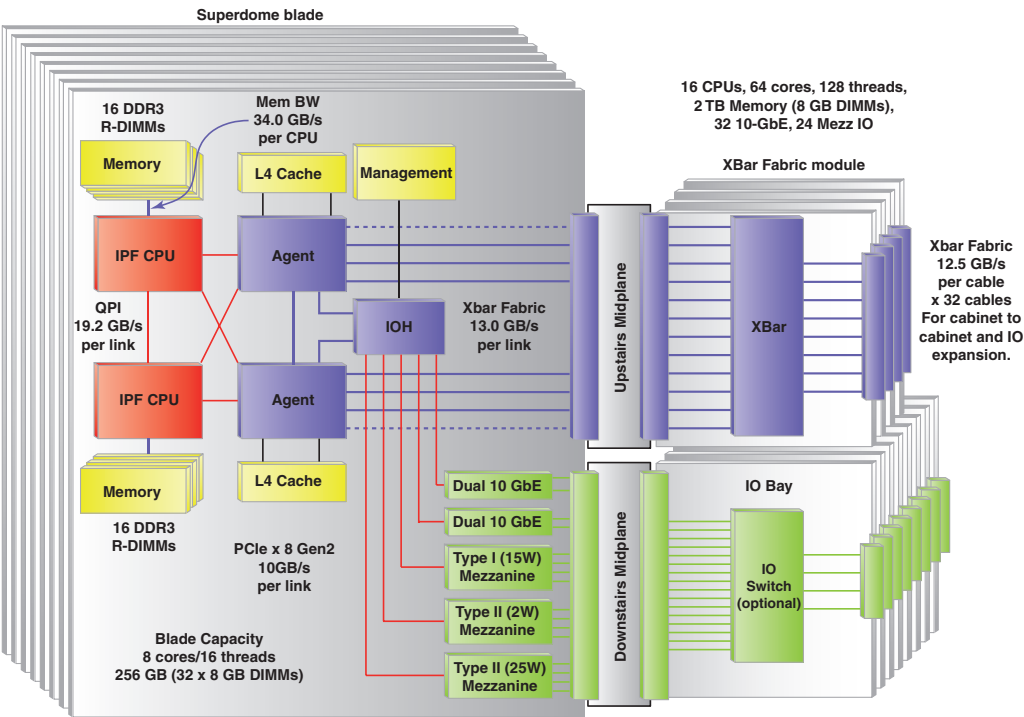 Superdome blade
16 DDR3
R-DIMMs
Mem BW
34.0 GB/s
per CPU
Memory
L4 Cache
Management
IPF CPU
Agent
QPI
19.2 GB/s
per link
IOH
Xbar Fabric
13.0 GB/s
per link
IPF CPU
Agent
Memory
L4 Cache
16 DDR3
R-DIMMs
PCIe x 8 Gen2
10GB/s
per link
Blade Capacity
8 cores/16 threads
256 GB (32 x 8 GB DIMMs)
Dual 10 GbE
Dual 10 GbE
Type I (15W)
Mezzanine
Type II (2W)
Mezzanine
Type II (25W)
Mezzanine
Upstairs Midplane
Downstairs Midplane
16 CPUs, 64 cores, 128 threads,
2 TB Memory (8 GB DIMMs),
32 10-GbE, 24 Mezz IO
XBar Fabric module
XBar
Xbar Fabric
12.5 GB/s
per cable
x 32 cables
For cabinet to
cabinet and IO
expansion.
IO Bay
IO
Switch
(optional)